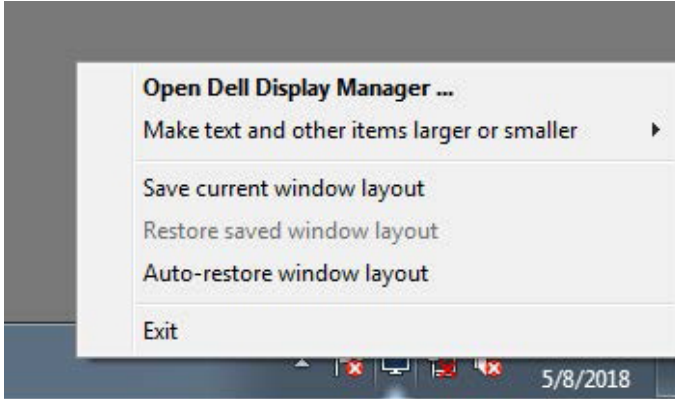 Open Dell Display Manager ...
Make text and other items larger or smaller
Save current window layout
Restore saved window layout
Auto-restore window layout
Exit
5/8/2018